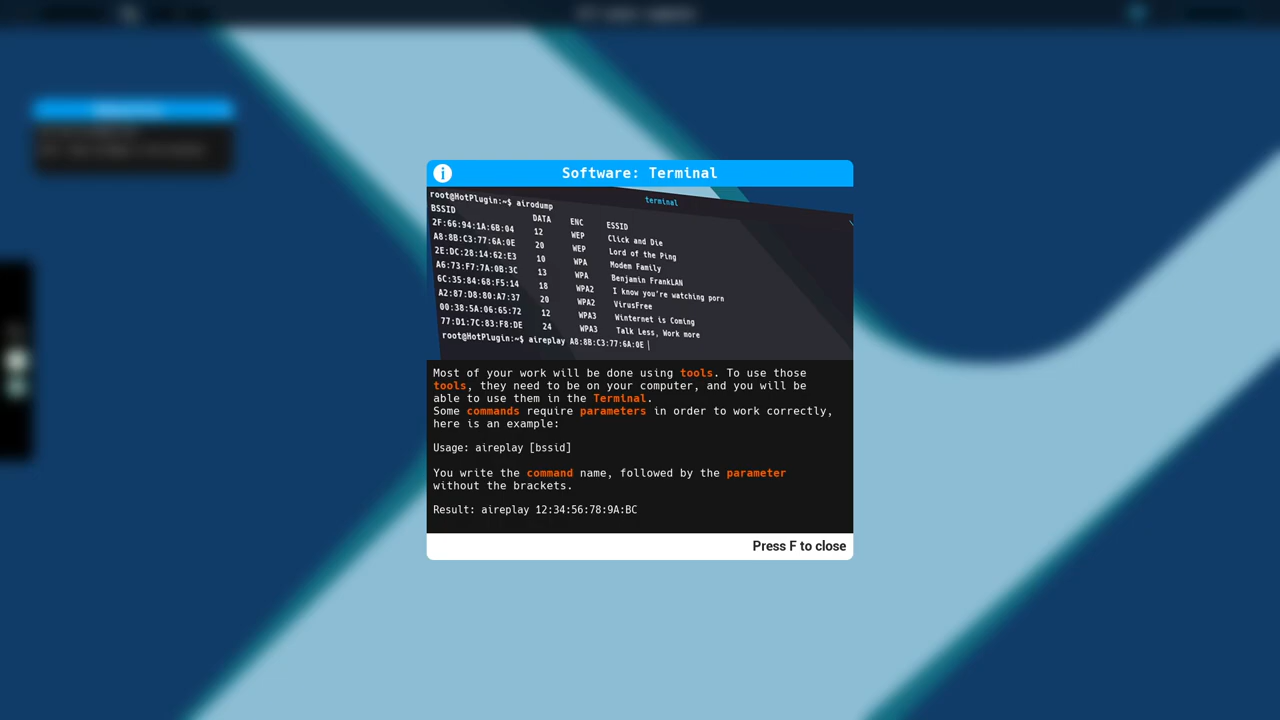 Software: Terminal
root@HotPlugin:~$ airodump
terminal
BSSID DATA ENC ESSID
2F:66:94:1A:6B:04 12 WEP Click and Die
A8:8B:C3:77:6A:0E 20 WEP Lord of the Ping
2E:DC:28:14:62:E3 10 WPA Modem Family
A6:73:F7:7A:0B:3C 13 WPA Benjamin FrankLAN
6C:35:84:68:F5:14 18 WPA2 I know you're watching porn
A2:87:D8:80:A7:37 20 WPA2 VirusFree
00:38:5A:06:65:72 12 WPA3 Winternet is Coming
77:D1:7C:83:F8:DE 24 WPA3 Talk Less, Work more
root@HotPlugin:~$ aireplay A8:8B:C3:77:6A:0E
Most of your work will be done using tools. To use those
tools, they need to be on your computer, and you will be
able to use them in the Terminal.
Some commands require parameters in order to work correctly,
here is an example:
Usage: aireplay [bssid]
You write the command name, followed by the parameter
without the brackets.
Result: aireplay 12:34:56:78:9A:BC
Press F to close